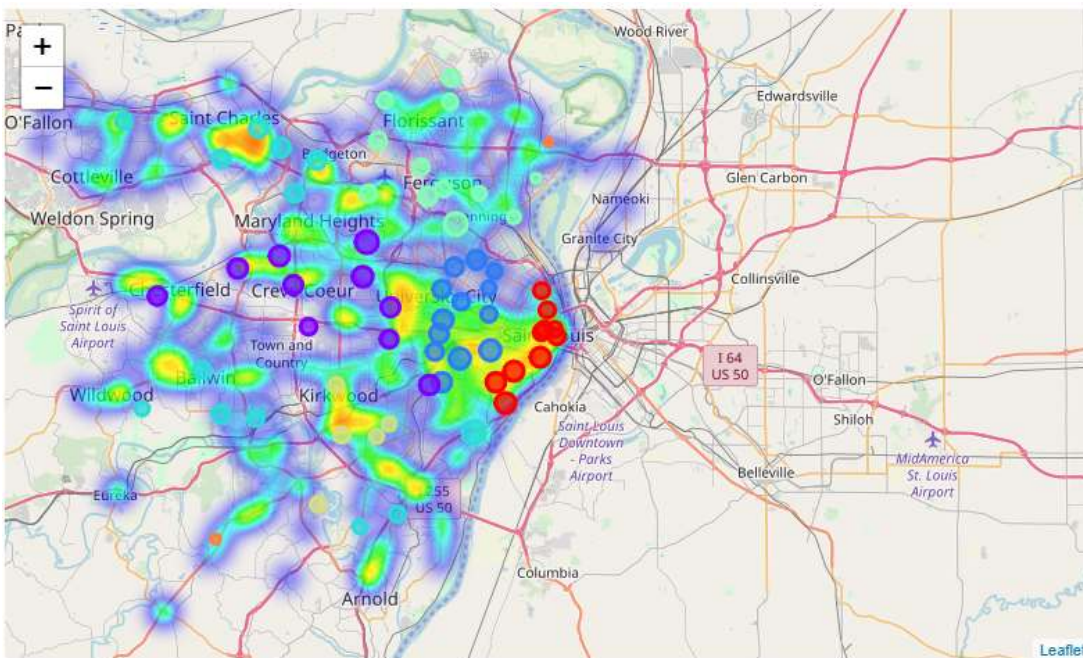 Pa
+
−
Wood River
Edwardsville
O'Fallon
Saint Charles
Florissant
Bridgeton
Cottleville
Glen Carbon
Ferguson
Weldon Spring
Maryland Heights
Nameoki
Granite City
Collinsville
Chesterfield
Creve Coeur
University City
Spirit of
Saint Louis
Airport
Saint Louis
Town and
Country
I 64
US 50
Ballwin
Wildwood
Kirkwood
O'Fallon
Cahokia
Shiloh
Saint Louis
Downtown
- Parks
Airport
MidAmerica
St. Louis
Airport
Belleville
Eureka
255
US 50
Columbia
Arnold
Leaflet